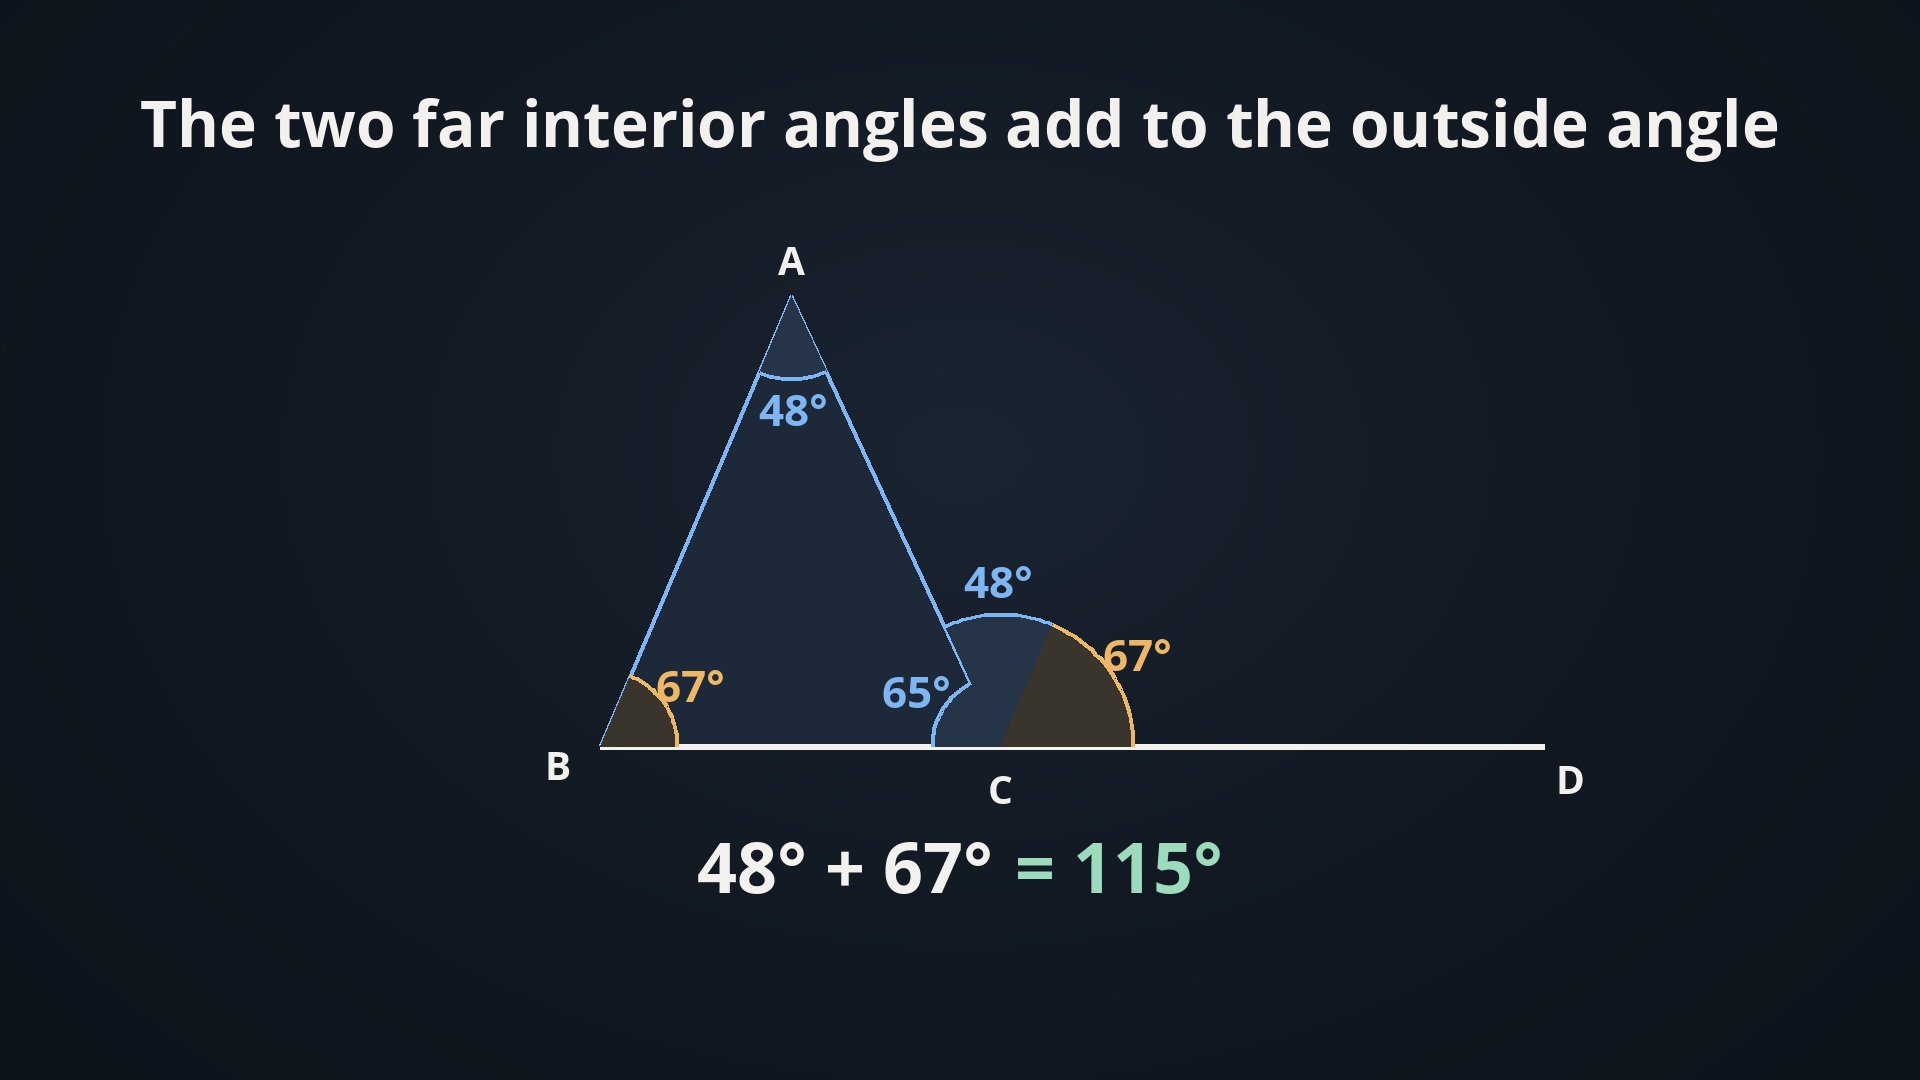 The two far interior angles add to the outside angle
A
48°
48°
67°
67°
65°
B
C
D
48° + 67° = 115°